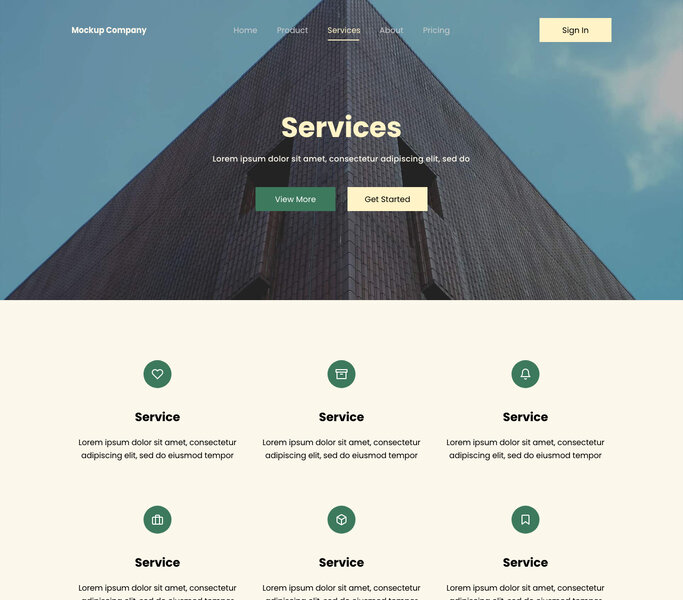 Mockup Company
Home Product Services About Pricing
Sign In
Services
Lorem ipsum dolor sit amet, consectetur adipiscing elit, sed do
View More Get Started
Service
Lorem ipsum dolor sit amet, consectetur
adipiscing elit, sed do eiusmod tempor
Service
Lorem ipsum dolor sit amet, consectetur
adipiscing elit, sed do eiusmod tempor
Service
Lorem ipsum dolor sit amet, consectetur
adipiscing elit, sed do eiusmod tempor
Service
Lorem ipsum dolor sit amet, consectetur
Service
Lorem ipsum dolor sit amet, consectetur
Service
Lorem ipsum dolor sit amet, consectetur